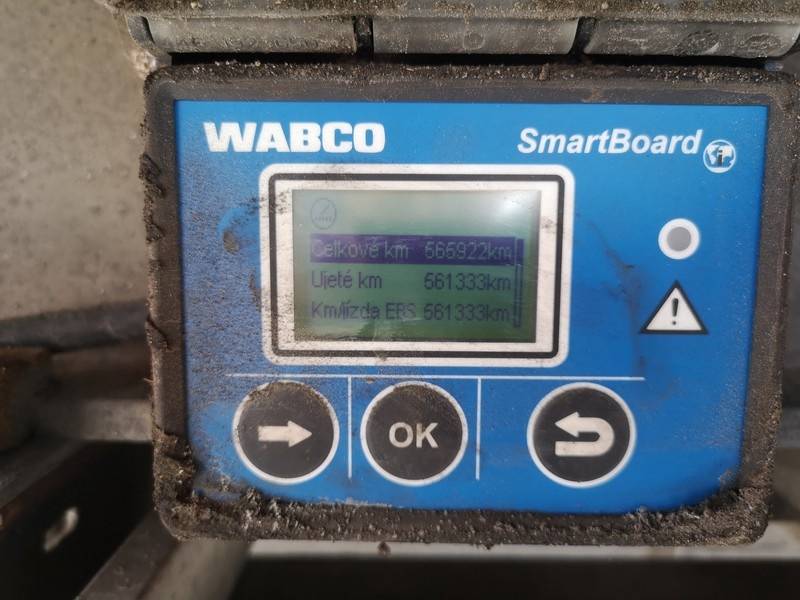 WABCO
SmartBoard
Celkové km 565922km
Ujeté km 561333km
Km/jízda EBS 561333km
OK